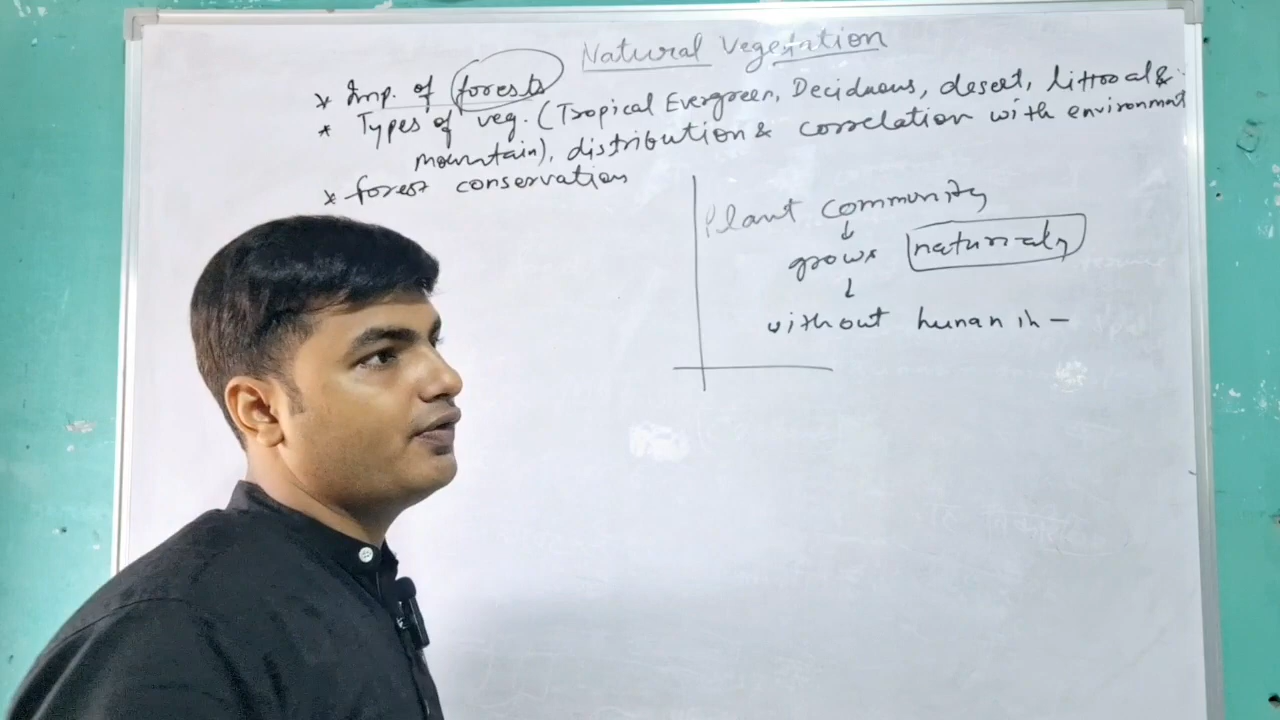 Natural Vegetation
* Imp. of forests
* Types of veg. (Tropical Evergreen, Deciduous, desert, littoral &
mountain), distribution & correlation with environment
* forest conservation
Plant community
↓
grows naturally
↓
without human in -